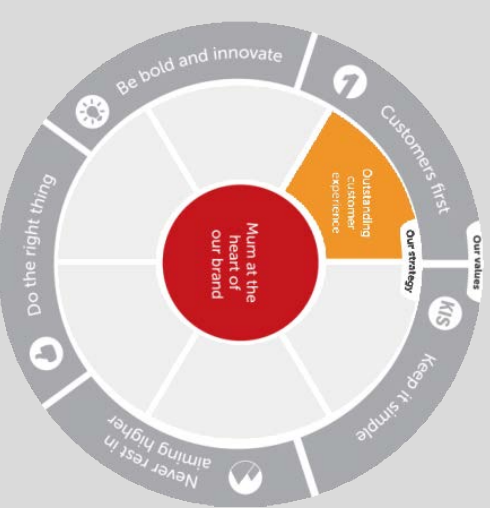 Our values
Our strategy
Customers first
1
Outstanding
customer
experience
KIS
Keep it simple
Never rest in
aiming higher
Do the right thing
Be bold and innovate
Mum at the
heart of
our brand